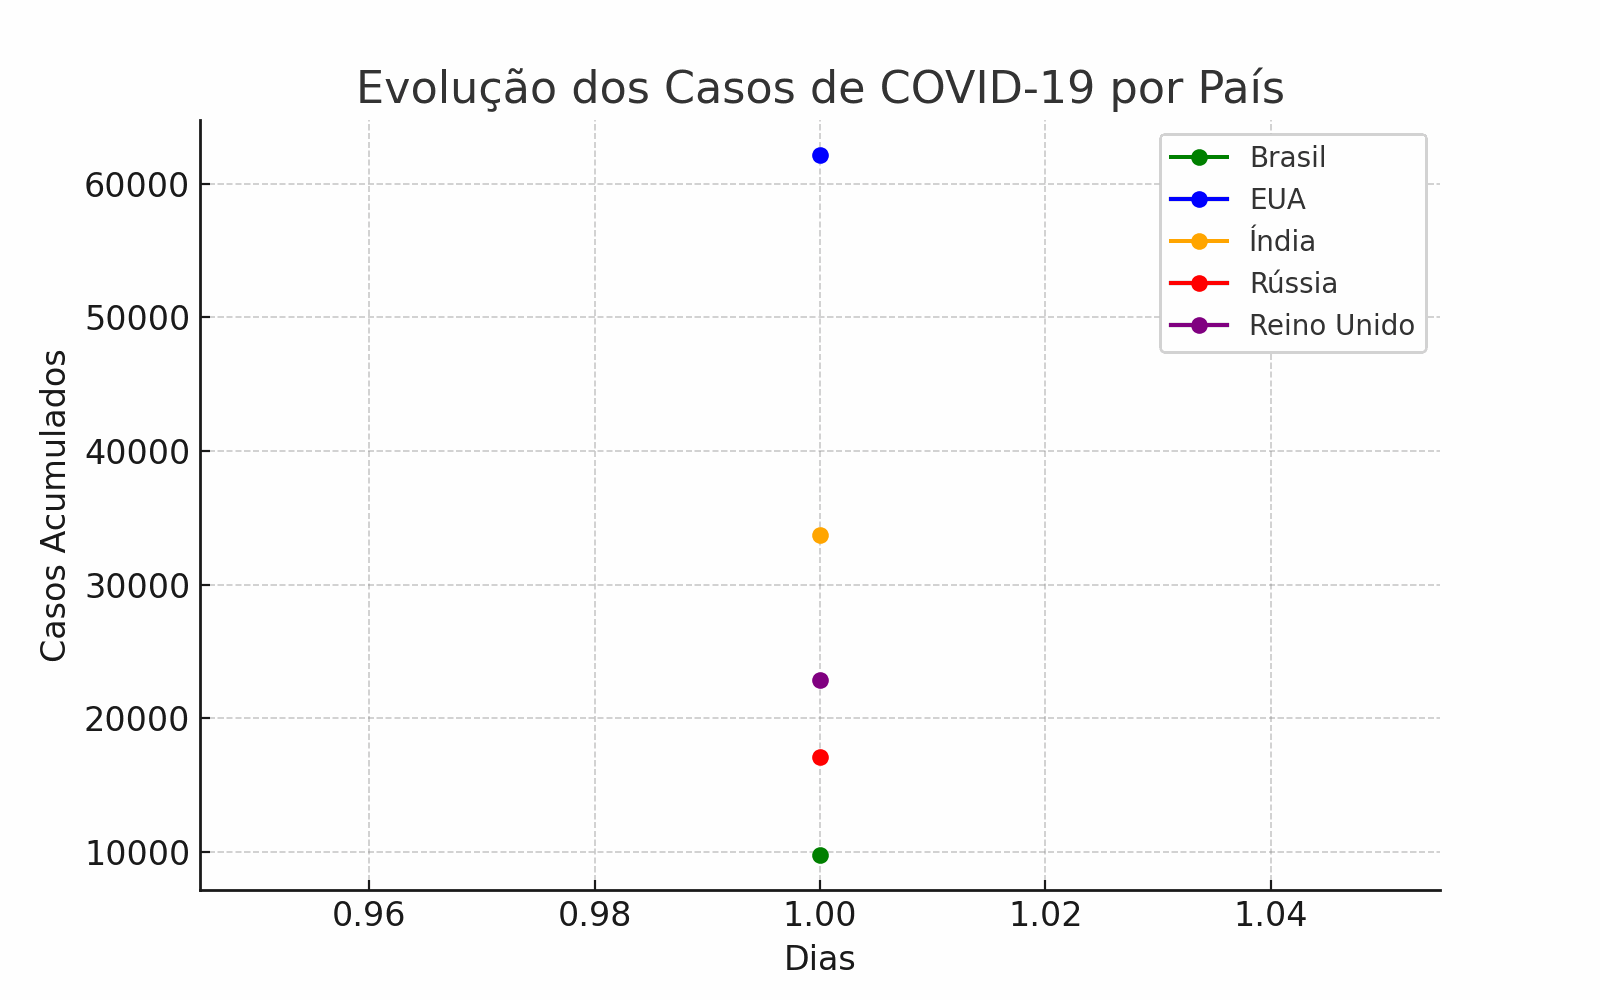 Evolução dos Casos de COVID-19 por País
Brasil
EUA
Índia
Rússia
Reino Unido
Casos Acumulados
60000
50000
40000
30000
20000
10000
0.96 0.98 1.00 1.02 1.04
Dias